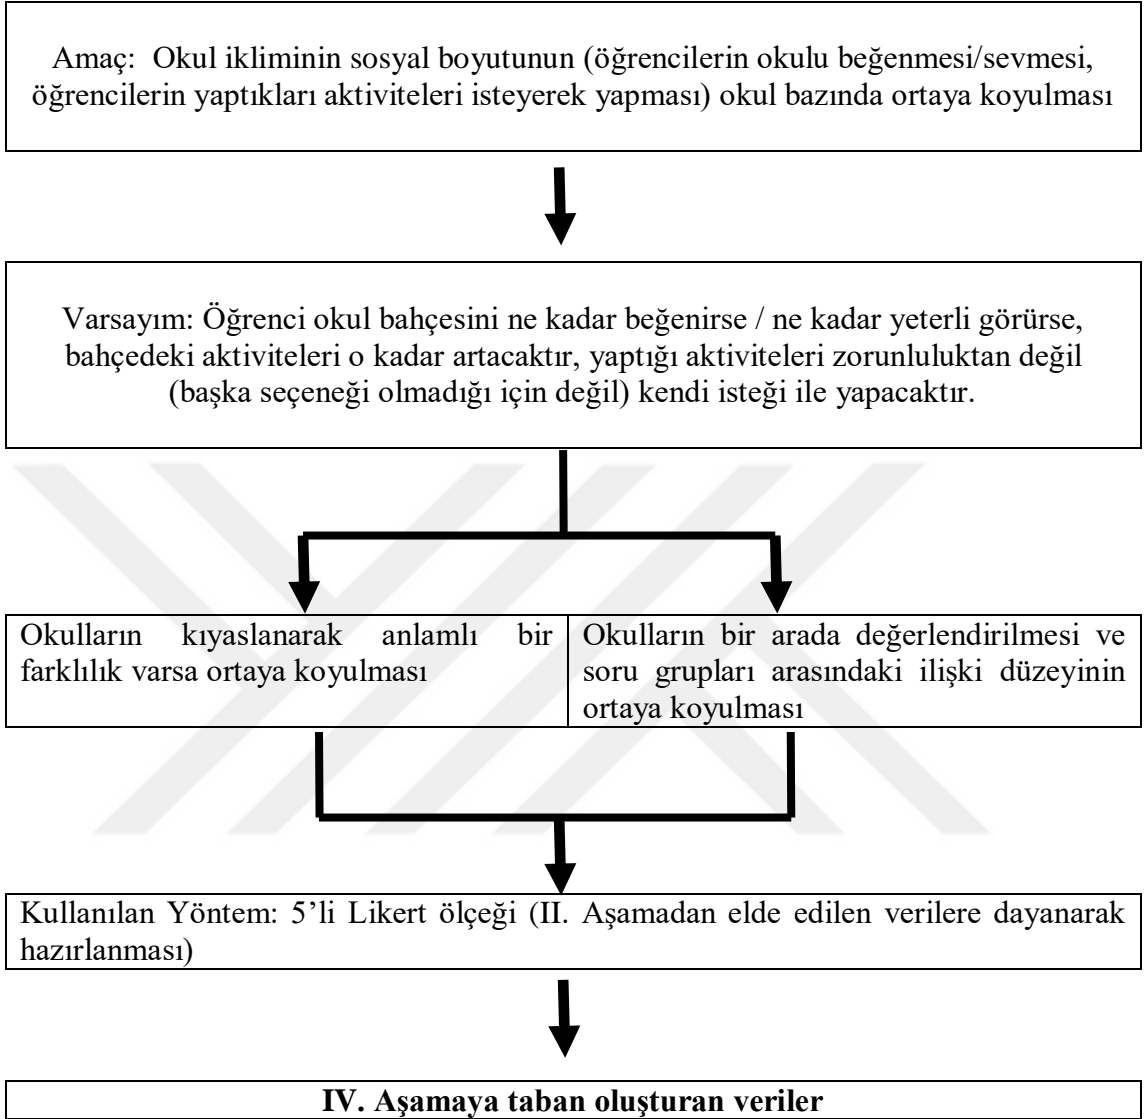 Amaç: Okul ikliminin sosyal boyutunun (öğrencilerin okulu beğenmesi/sevmesi,
öğrencilerin yaptıkları aktiviteleri isteyerek yapması) okul bazında ortaya koyulması
Varsayım: Öğrenci okul bahçesini ne kadar beğenirse / ne kadar yeterli görürse,
bahçedeki aktiviteleri o kadar artacaktır, yaptığı aktiviteleri zorunluluktan değil
(başka seçeneği olmadığı için değil) kendi isteği ile yapacaktır.
Okulların kıyaslanarak anlamlı bir
farklılık varsa ortaya koyulması
Okulların bir arada değerlendirilmesi ve
soru grupları arasındaki ilişki düzeyinin
ortaya koyulması
Kullanılan Yöntem: 5’li Likert ölçeği (II. Aşamadan elde edilen verilere dayanarak
hazırlanması)
IV. Aşamaya taban oluşturan veriler